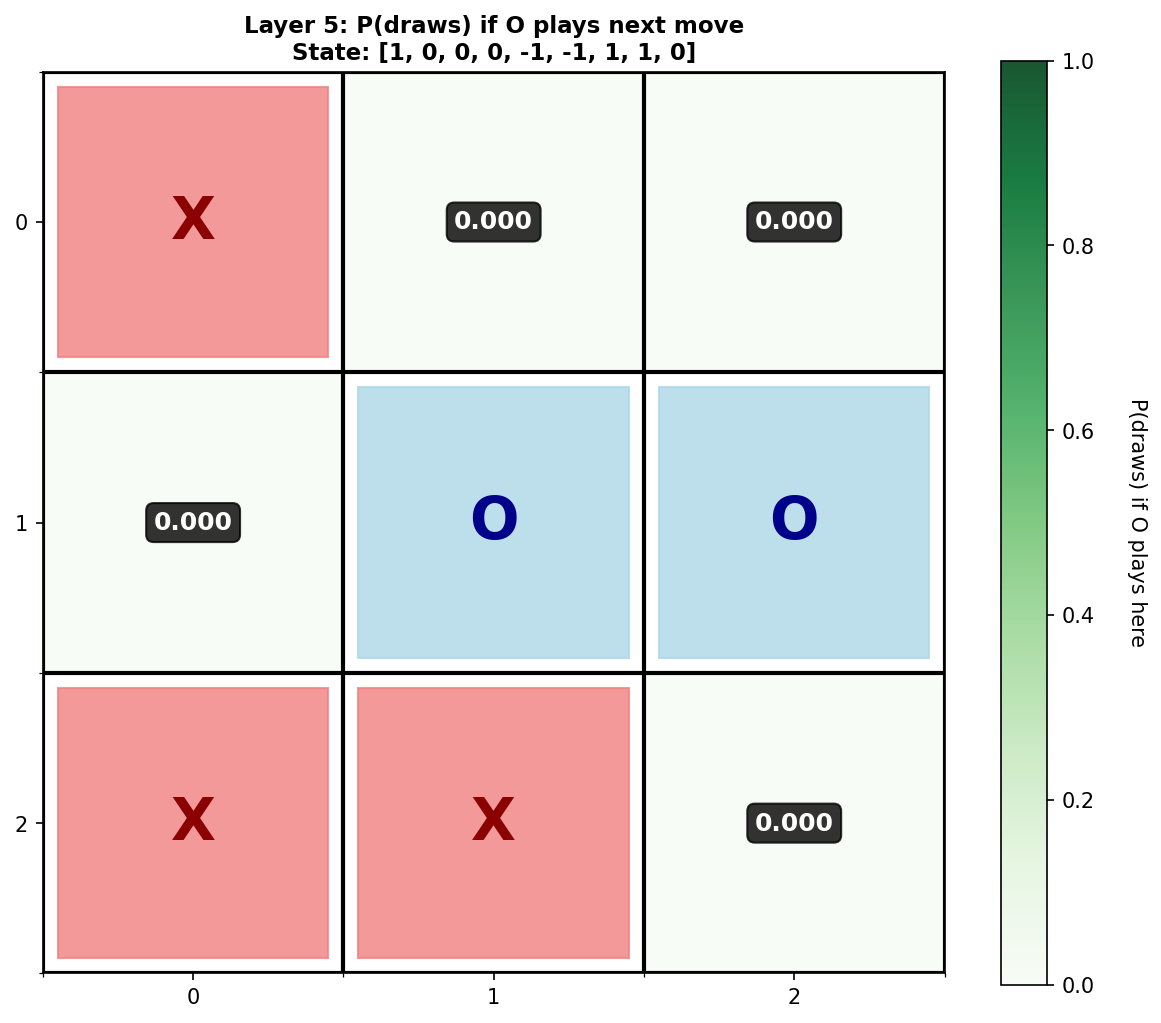 Layer 5: P(draws) if O plays next move
State: [1, 0, 0, 0, -1, -1, 1, 1, 0]
X
0.000
0.000
0.000
O
O
X
X
0.000
0
1
2
0
1
2
1.0
0.8
0.6
0.4
0.2
0.0
P(draws) if O plays here